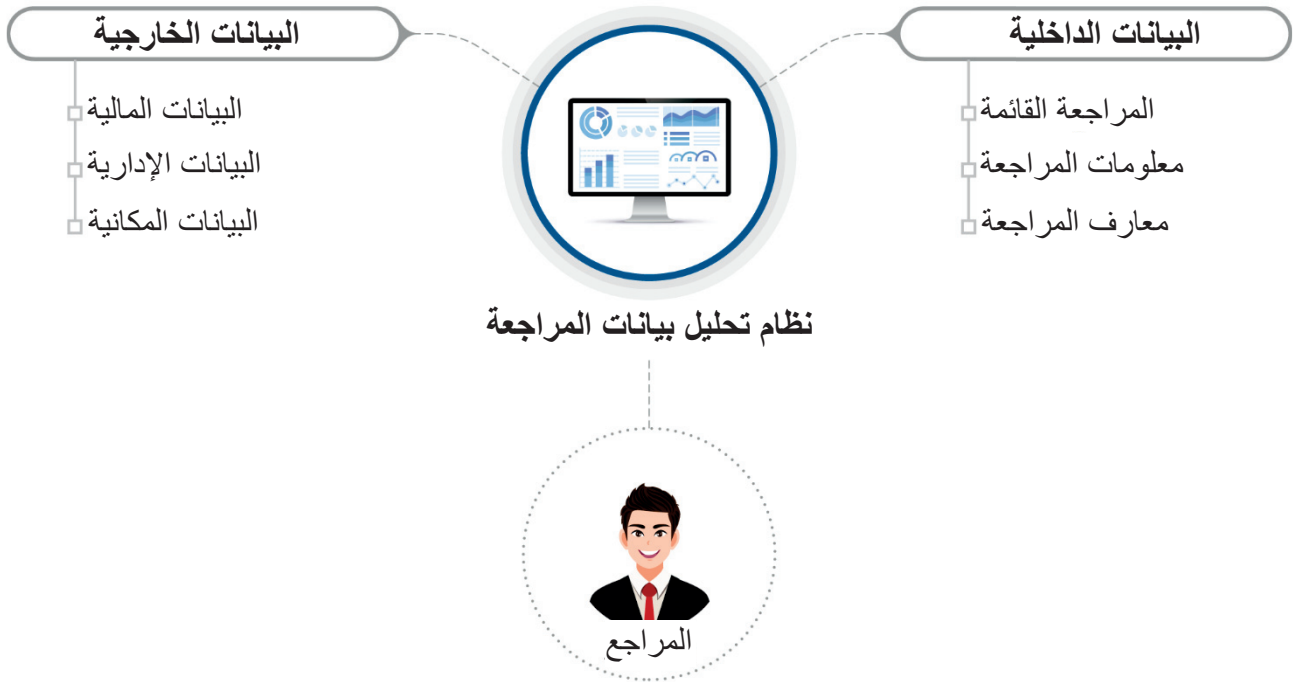 البيانات الداخلية
المراجعة القائمة
معلومات المراجعة
معارف المراجعة
البيانات الخارجية
البيانات المالية
البيانات الإدارية
البيانات المكانية
نظام تحليل بيانات المراجعة
المراجع